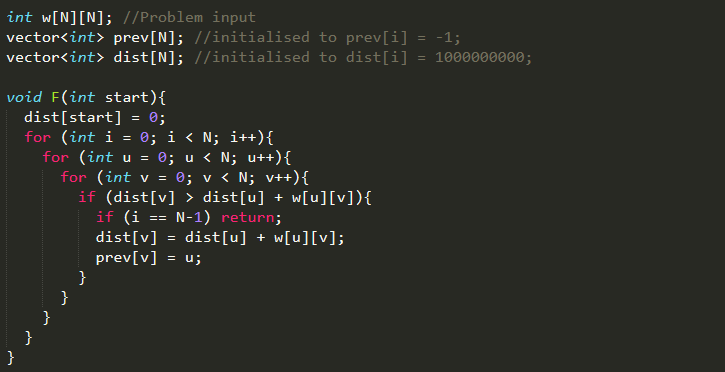 int w[N][N]; //Problem input
vector<int> prev[N]; //initialised to prev[i] = -1;
vector<int> dist[N]; //initialised to dist[i] = 1000000000;

void F(int start){
  dist[start] = 0;
  for (int i = 0; i < N; i++){
    for (int u = 0; u < N; u++){
      for (int v = 0; v < N; v++){
        if (dist[v] > dist[u] + w[u][v]){
          if (i == N-1) return;
          dist[v] = dist[u] + w[u][v];
          prev[v] = u;
        }
      }
    }
  }
}